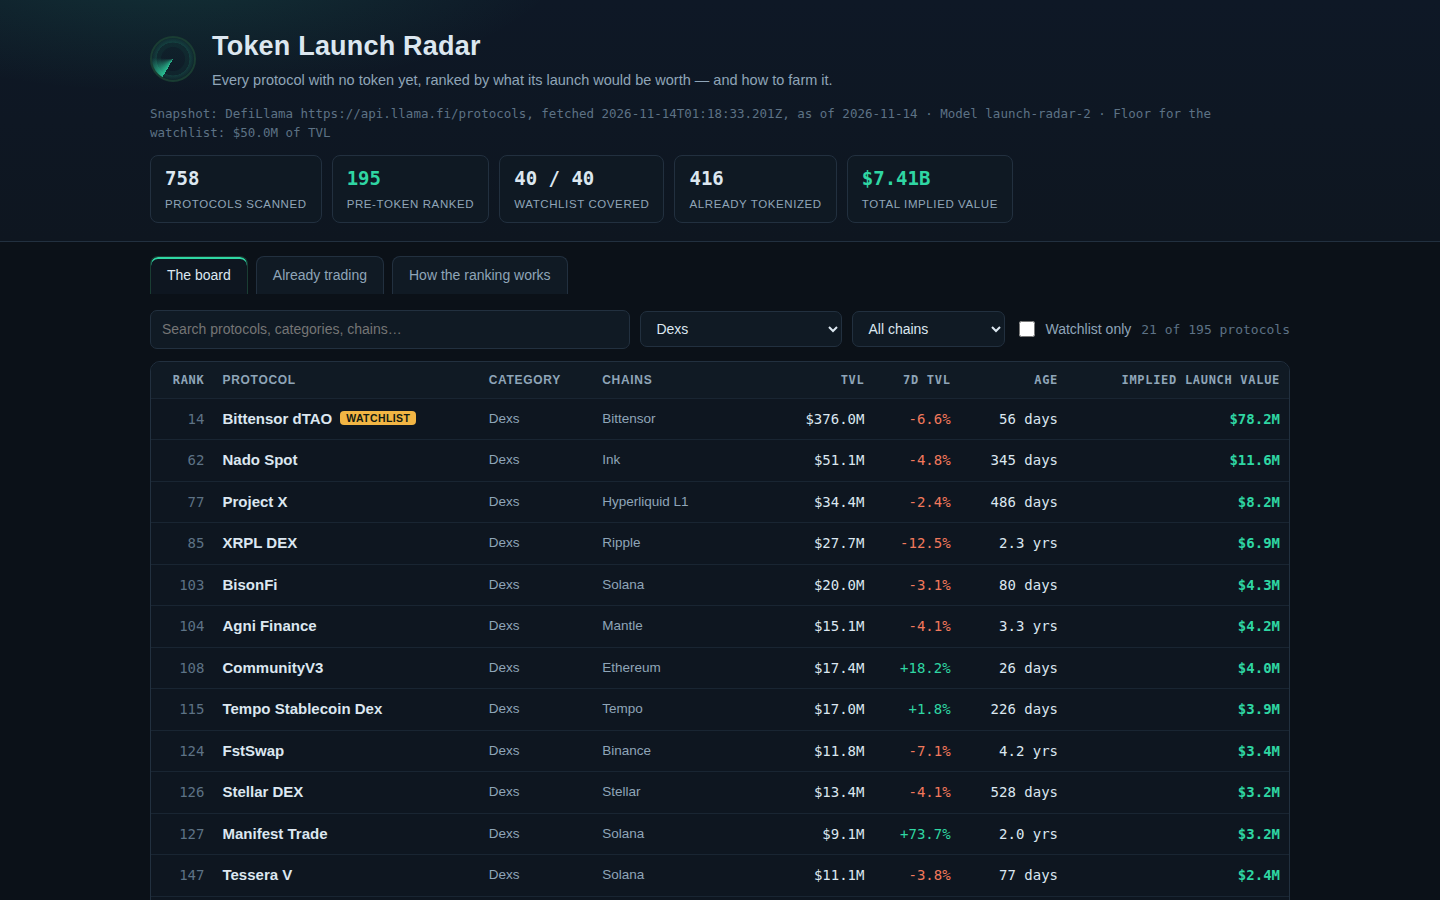 Token Launch Radar
Every protocol with no token yet, ranked by what its launch would be worth — and how to farm it.
Snapshot: DefiLlama https://api.llama.fi/protocols, fetched 2026-11-14T01:18:33.201Z, as of 2026-11-14 · Model launch-radar-2 · Floor for the
watchlist: $50.0M of TVL
758 195 40 / 40 416 $7.41B
PROTOCOLS SCANNED PRE-TOKEN RANKED WATCHLIST COVERED ALREADY TOKENIZED TOTAL IMPLIED VALUE
The board Already trading How the ranking works
Search protocols, categories, chains… Dexs All chains Watchlist only 21 of 195 protocols
RANK PROTOCOL CATEGORY CHAINS TVL 7D TVL AGE IMPLIED LAUNCH VALUE
14 Bittensor dTAO WATCHLIST Dexs Bittensor $376.0M -6.6% 56 days $78.2M
62 Nado Spot Dexs Ink $51.1M -4.8% 345 days $11.6M
77 Project X Dexs Hyperliquid L1 $34.4M -2.4% 486 days $8.2M
85 XRPL DEX Dexs Ripple $27.7M -12.5% 2.3 yrs $6.9M
103 BisonFi Dexs Solana $20.0M -3.1% 80 days $4.3M
104 Agni Finance Dexs Mantle $15.1M -4.1% 3.3 yrs $4.2M
108 CommunityV3 Dexs Ethereum $17.4M +18.2% 26 days $4.0M
115 Tempo Stablecoin Dex Dexs Tempo $17.0M +1.8% 226 days $3.9M
124 FstSwap Dexs Binance $11.8M -7.1% 4.2 yrs $3.4M
126 Stellar DEX Dexs Stellar $13.4M -4.1% 528 days $3.2M
127 Manifest Trade Dexs Solana $9.1M +73.7% 2.0 yrs $3.2M
147 Tessera V Dexs Solana $11.1M -3.8% 77 days $2.4M